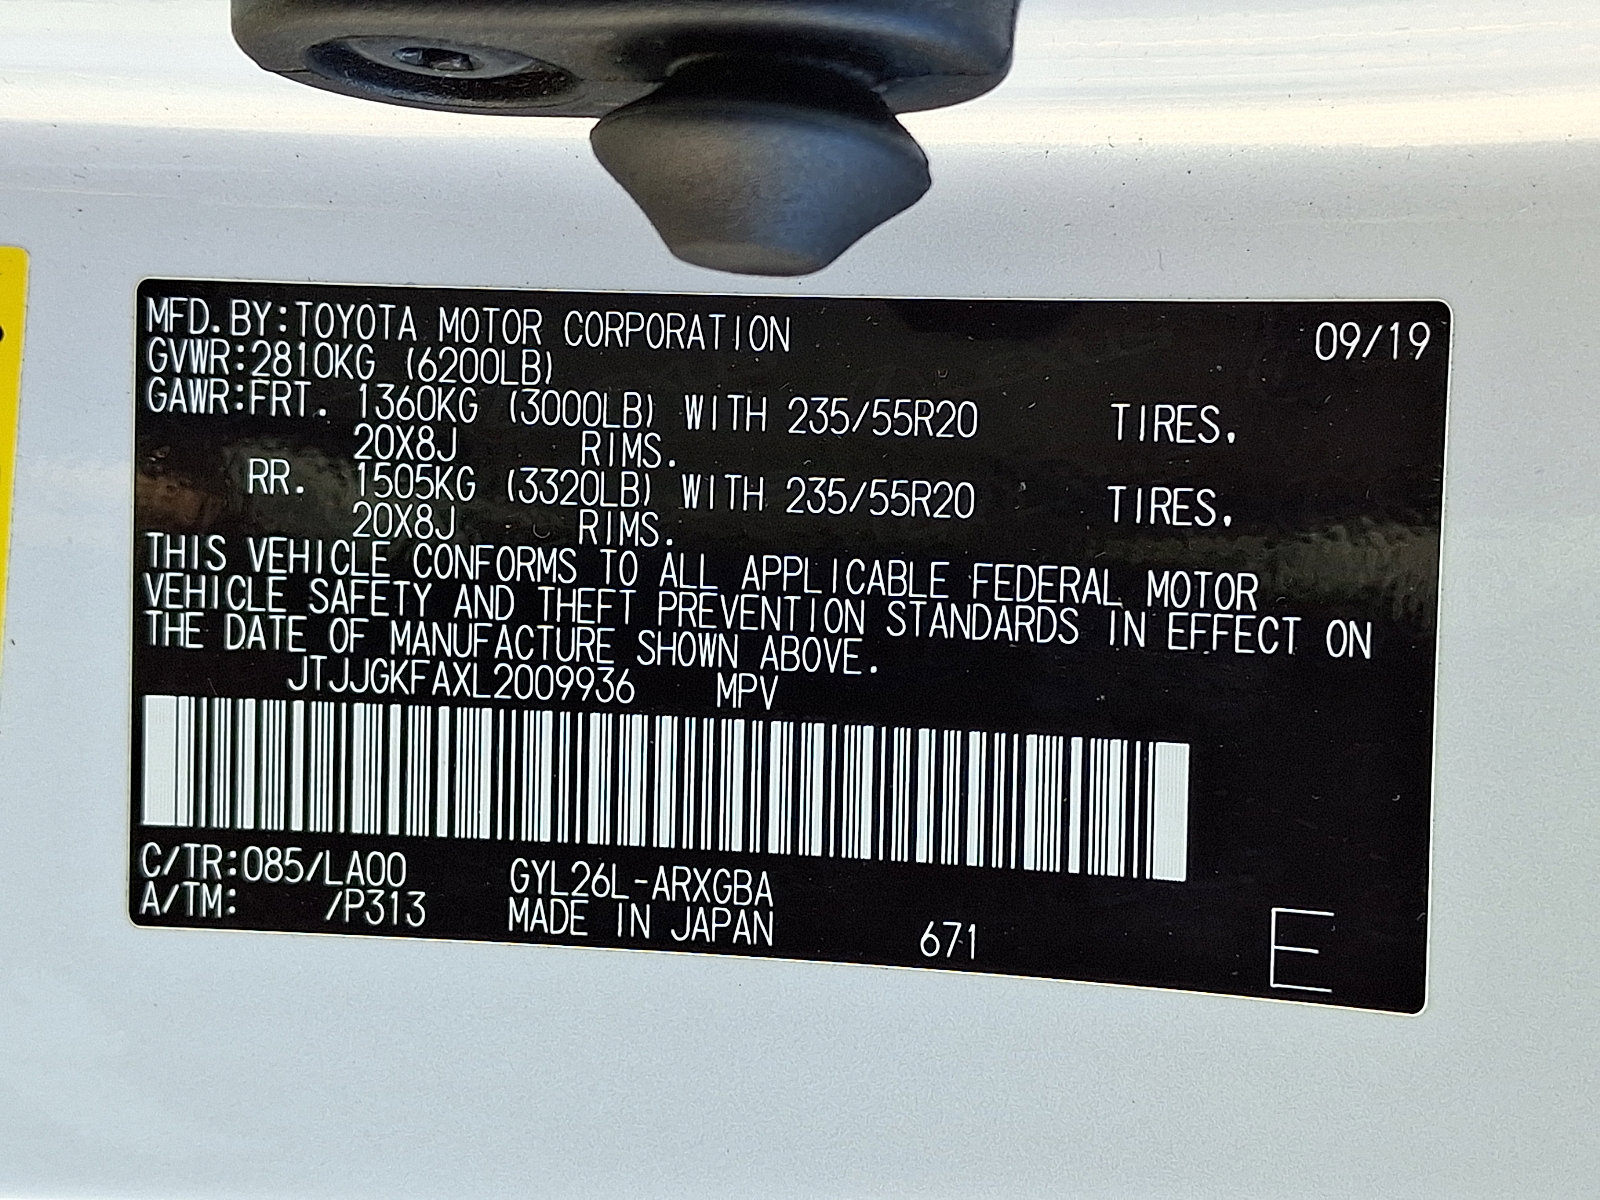 MFD.BY:TOYOTA MOTOR CORPORATION 09/19
GVWR:2810KG (6200LB)
GAWR:FRT. 1360KG (3000LB) WITH 235/55R20 TIRES.
20X8J RIMS.
RR. 1505KG (3320LB) WITH 235/55R20 TIRES.
20X8J RIMS.
THIS VEHICLE CONFORMS TO ALL APPLICABLE FEDERAL MOTOR
VEHICLE SAFETY AND THEFT PREVENTION STANDARDS IN EFFECT ON
THE DATE OF MANUFACTURE SHOWN ABOVE.
JTJJGKFAXL2009936 MPV
C/TR:085/LA00 GYL26L-ARXGBA
A/TM: /P313 MADE IN JAPAN 671 E